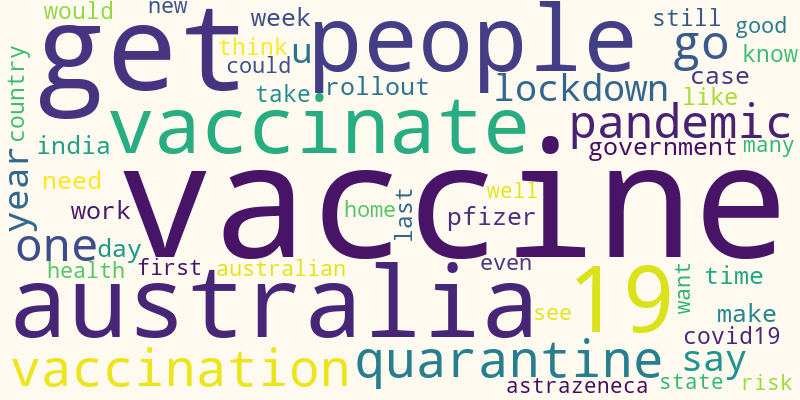 would
new
week
still
good
get
people
think
u
could
go
know
country
take
rollout
lockdown
case
like
vaccinate
pandemic
india
government
many
year
need
vaccine
well
work
home
last
pfizer
one
day
health
first
australian
even
australia
19
want
time
see
make
covid19
vaccination
quarantine
say
astrazeneca
state
risk